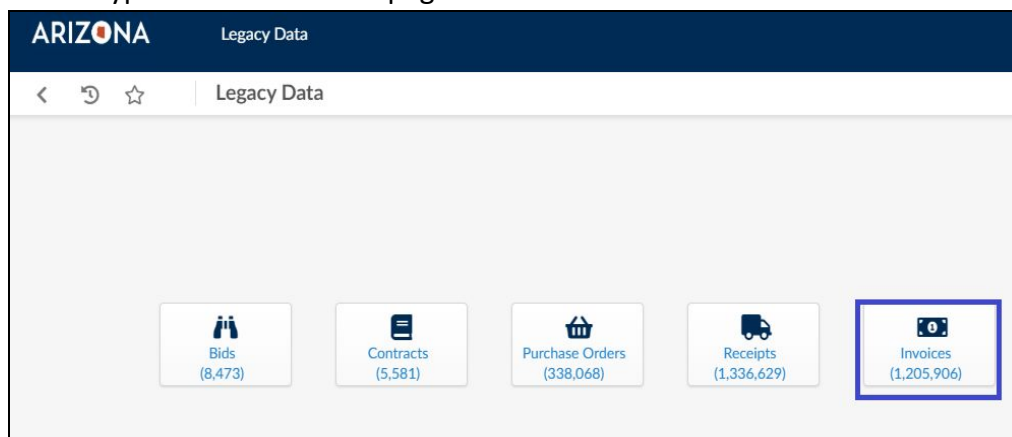 ARIZONA Legacy Data
Legacy Data
Bids
(8,473)
Contracts
(5,581)
Purchase Orders
(338,068)
Receipts
(1,336,629)
Invoices
(1,205,906)